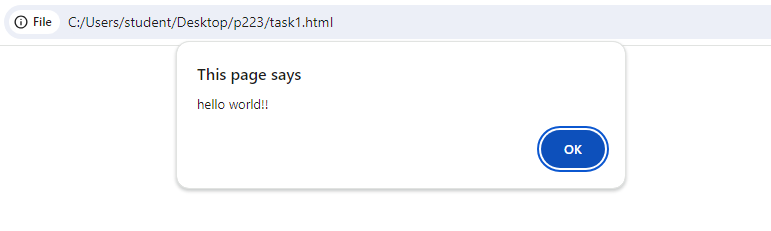 File C:/Users/student/Desktop/p223/task1.html
This page says
hello world!!
OK